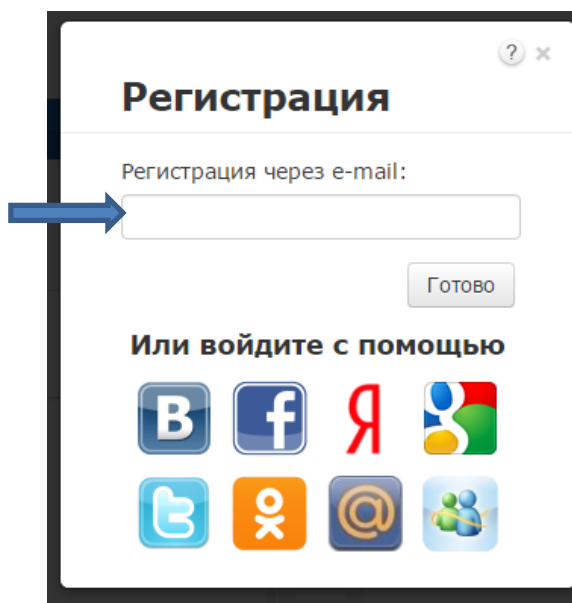 ?
Регистрация
Регистрация через e-mail:
Готово
Или войдите с помощью
В f Я g
t @